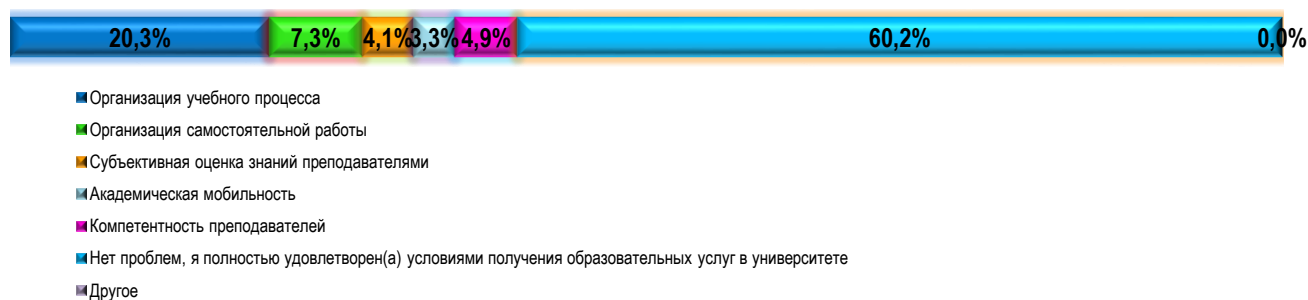 20,3% 7,3% 4,1% 3,3% 4,9% 60,2% 0,0%
Организация учебного процесса
Организация самостоятельной работы
Субъективная оценка знаний преподавателями
Академическая мобильность
Компетентность преподавателей
Нет проблем, я полностью удовлетворен(а) условиями получения образовательных услуг в университете
Другое